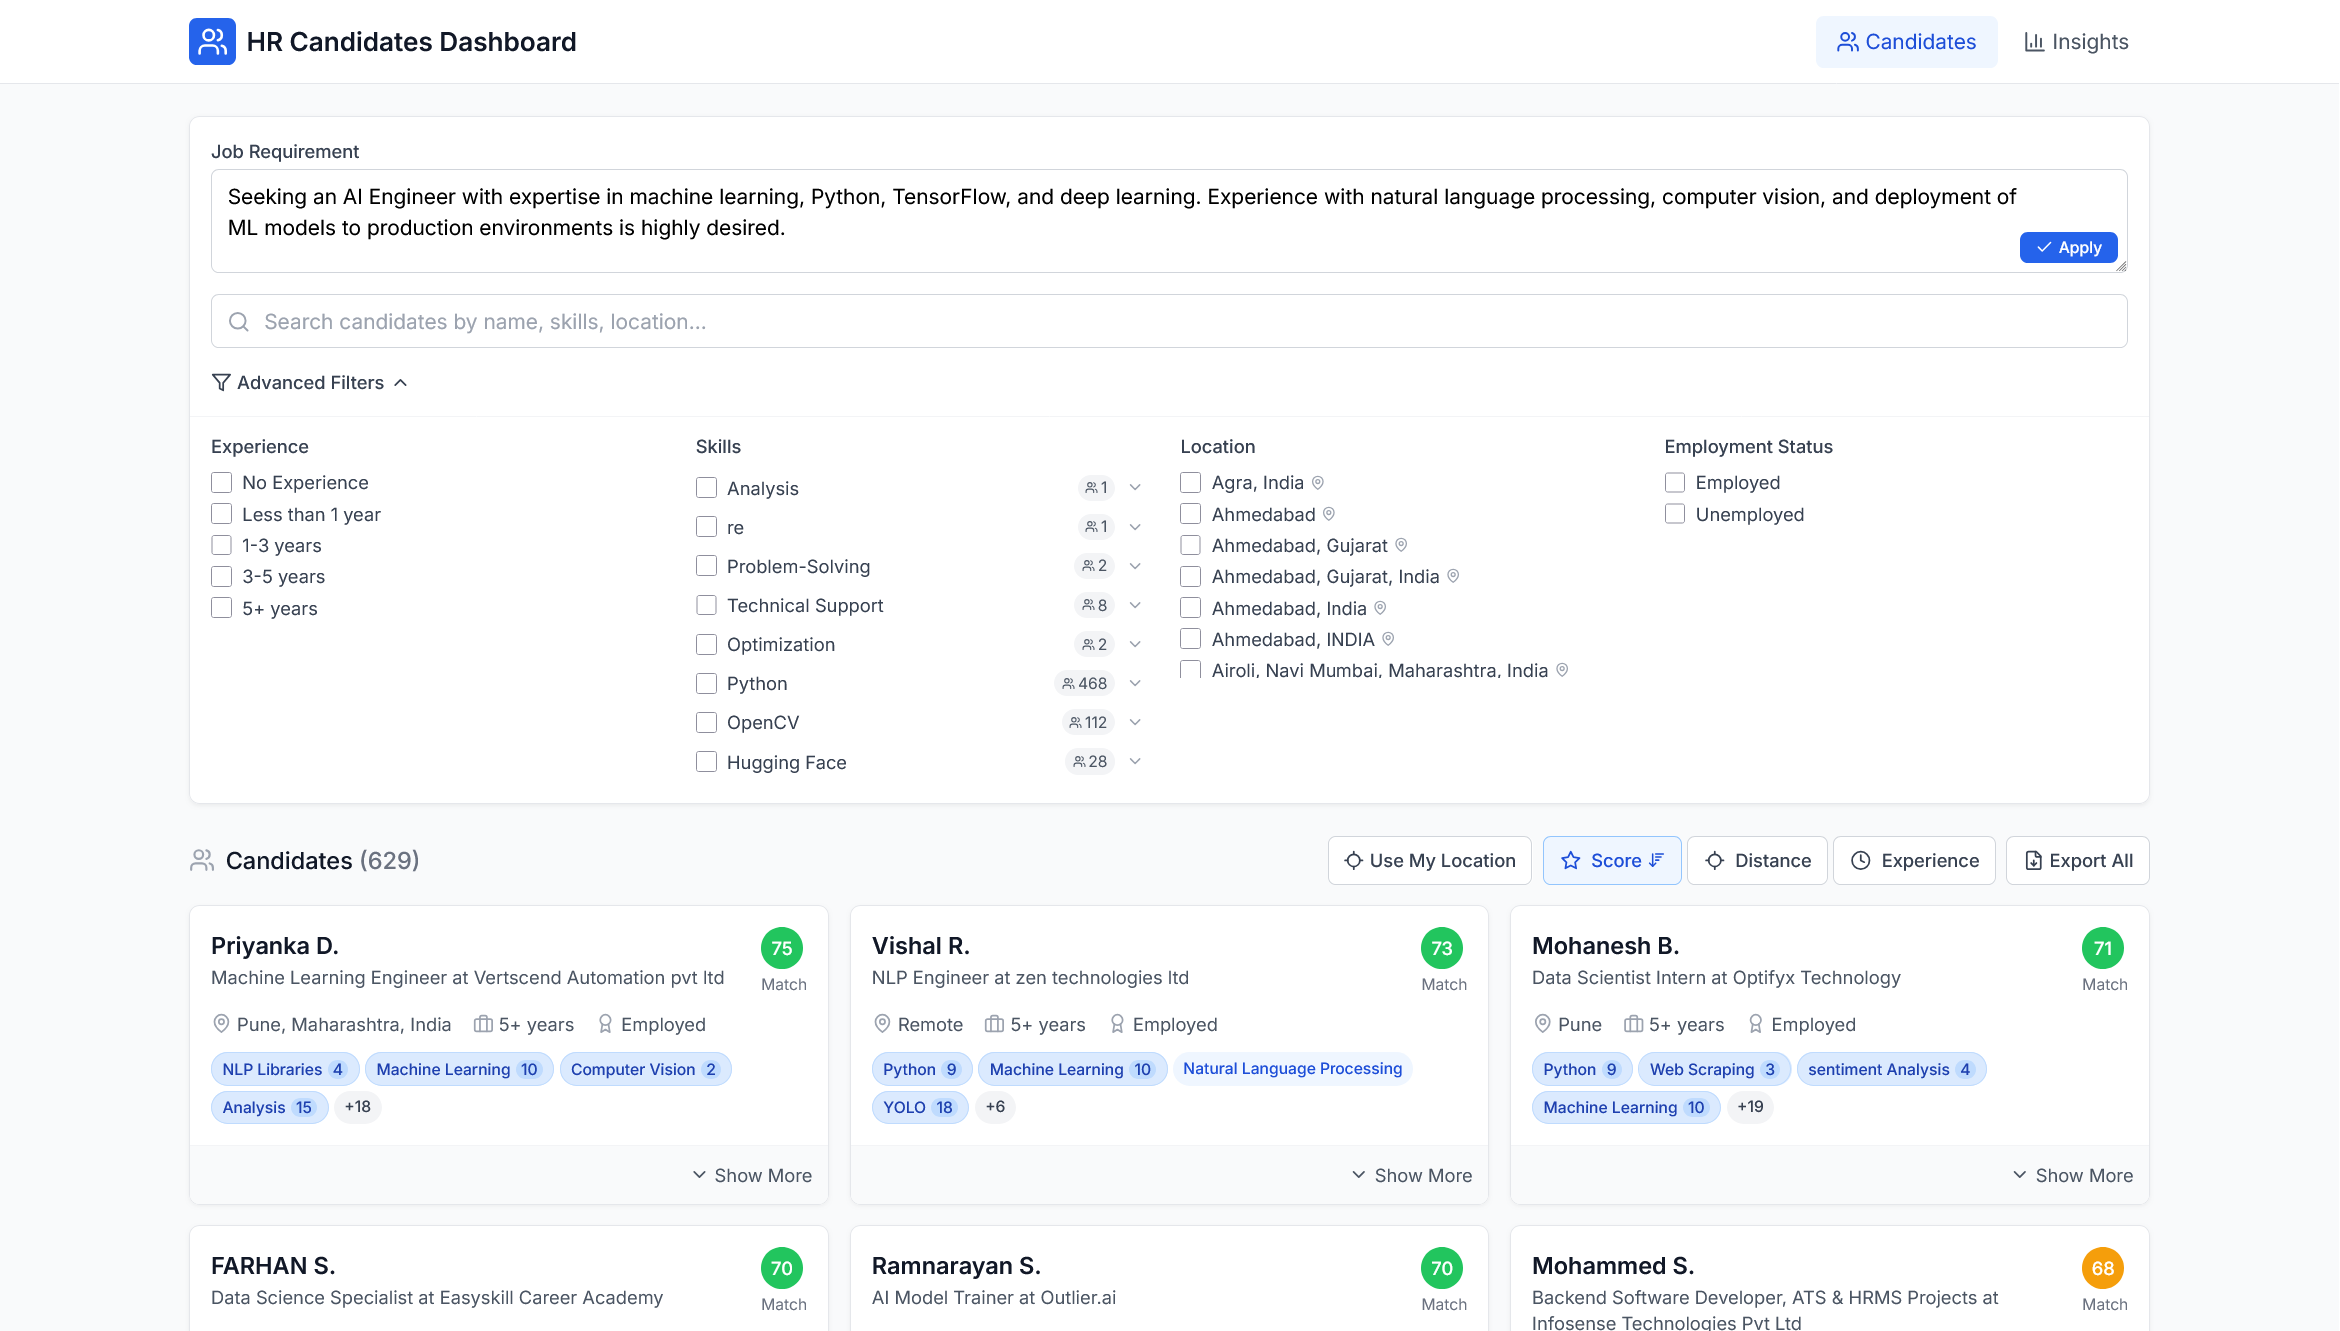 HR Candidates Dashboard
Candidates
Insights
Job Requirement
Seeking an AI Engineer with expertise in machine learning, Python, TensorFlow, and deep learning. Experience with natural language processing, computer vision, and deployment of
ML models to production environments is highly desired.
Apply
Search candidates by name, skills, location...
Advanced Filters
Experience
No Experience
Less than 1 year
1-3 years
3-5 years
5+ years
Skills
Analysis 1
re 1
Problem-Solving 2
Technical Support 8
Optimization 2
Python 468
OpenCV 112
Hugging Face 28
Location
Agra, India
Ahmedabad
Ahmedabad, Gujarat
Ahmedabad, Gujarat, India
Ahmedabad, India
Ahmedabad, INDIA
Airoli, Navi Mumbai, Maharashtra, India
Employment Status
Employed
Unemployed
Candidates (629)
Use My Location
Score
Distance
Experience
Export All
Priyanka D.
75
Machine Learning Engineer at Vertscend Automation pvt ltd
Match
Pune, Maharashtra, India 5+ years Employed
NLP Libraries 4 Machine Learning 10 Computer Vision 2
Analysis 15 +18
Show More
Vishal R.
73
NLP Engineer at zen technologies ltd
Match
Remote 5+ years Employed
Python 9 Machine Learning 10 Natural Language Processing
YOLO 18 +6
Show More
Mohanesh B.
71
Data Scientist Intern at Optifyx Technology
Match
Pune 5+ years Employed
Python 9 Web Scraping 3 sentiment Analysis 4
Machine Learning 10 +19
Show More
FARHAN S.
70
Data Science Specialist at Easyskill Career Academy
Match
Ramnarayan S.
70
AI Model Trainer at Outlier.ai
Match
Mohammed S.
68
Backend Software Developer, ATS & HRMS Projects at
Match
Infosense Technologies Pvt Ltd